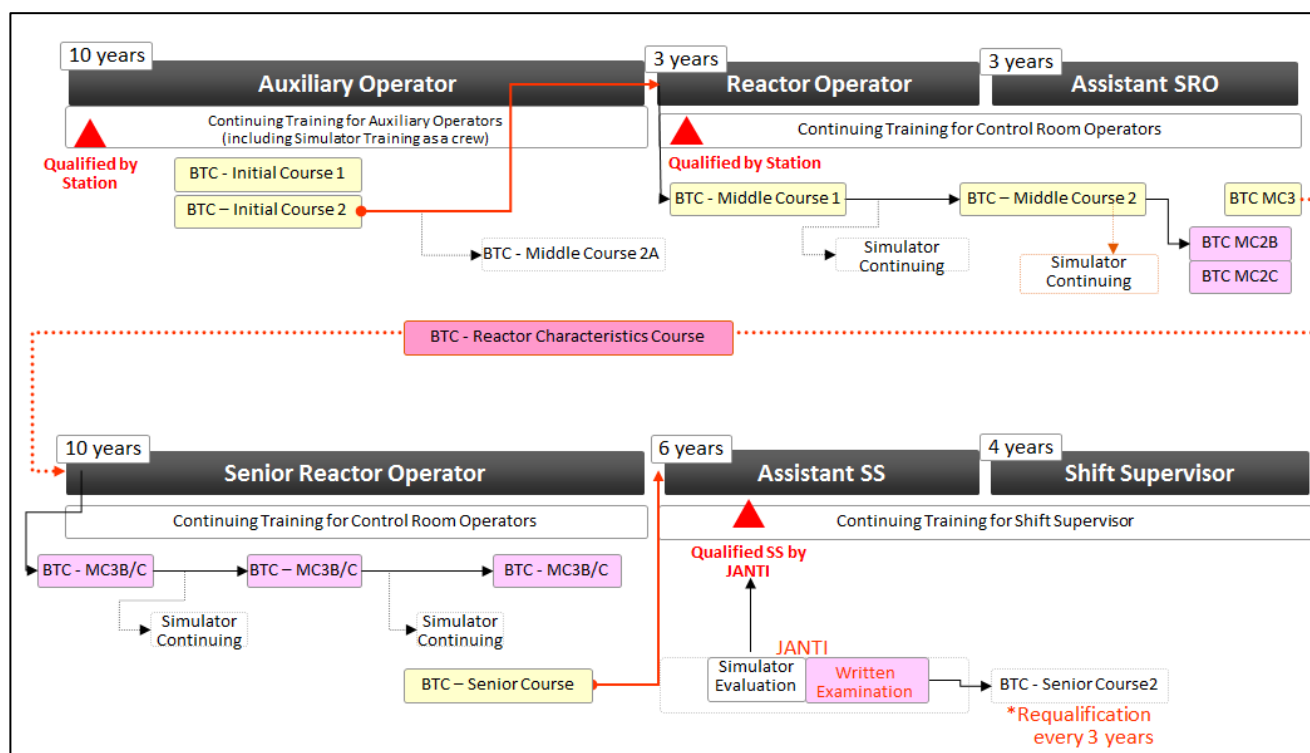 10 years
3 years
3 years
Auxiliary Operator
Reactor Operator
Assistant SRO
Continuing Training for Auxiliary Operators
(including Simulator Training as a crew)
Continuing Training for Control Room Operators
Qualified by
Station
Qualified by Station
BTC - Initial Course 1
BTC – Initial Course 2
BTC - Middle Course 1
BTC – Middle Course 2
BTC MC3
BTC - Middle Course 2A
Simulator
Continuing
Simulator
Continuing
BTC MC2B
BTC MC2C
BTC - Reactor Characteristics Course
10 years
6 years
4 years
Senior Reactor Operator
Assistant SS
Shift Supervisor
Continuing Training for Control Room Operators
Continuing Training for Shift Supervisor
Qualified SS by
JANTI
BTC - MC3B/C
BTC – MC3B/C
BTC - MC3B/C
Simulator
Continuing
Simulator
Continuing
BTC – Senior Course
JANTI
Simulator
Evaluation
Written
Examination
BTC - Senior Course2
*Requalification
every 3 years